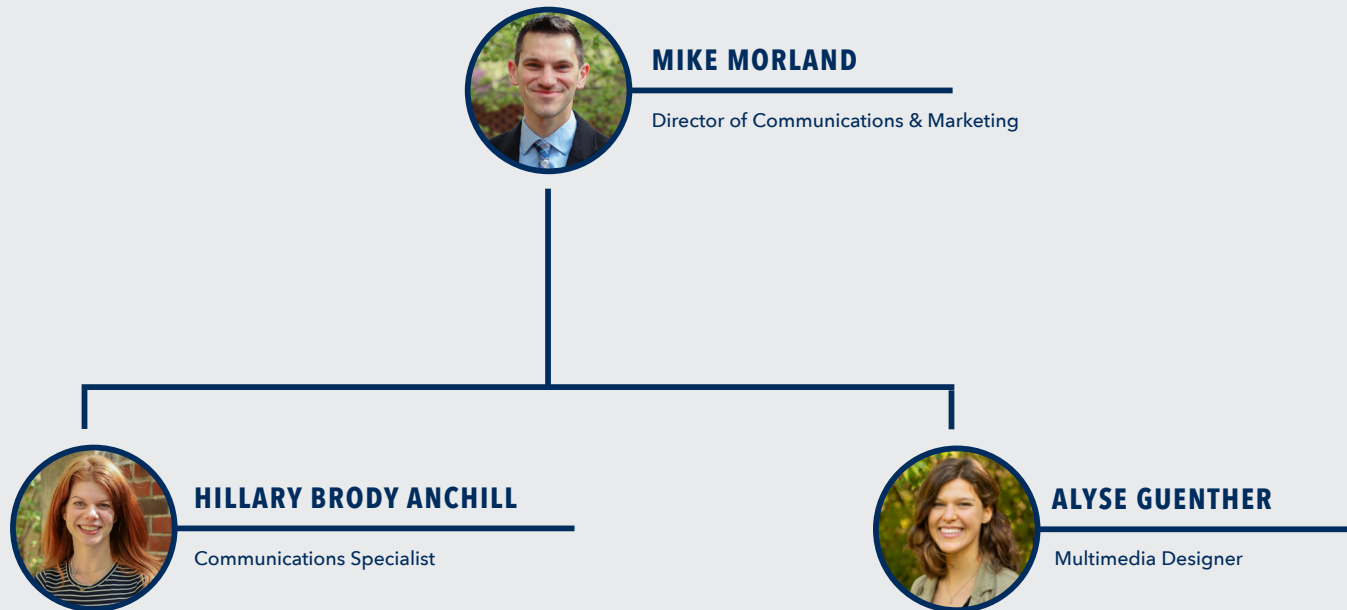 MIKE MORLAND
Director of Communications & Marketing
HILLARY BRODY ANCHILL
Communications Specialist
ALYSE GUENTHER
Multimedia Designer